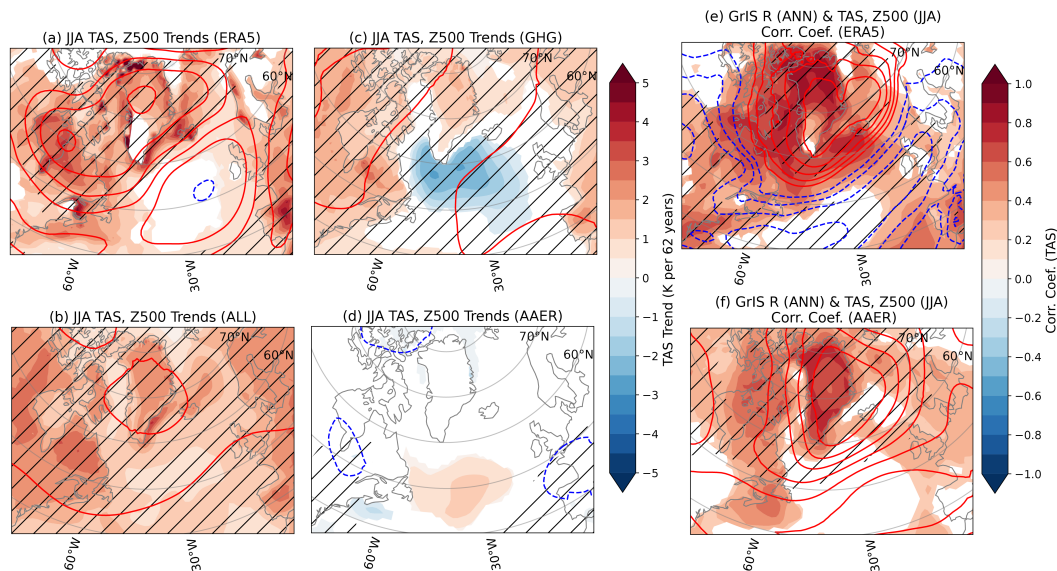 (a) JJA TAS, Z500 Trends (ERA5)
70°N
60°N
60°W
30°W
(c) JJA TAS, Z500 Trends (GHG)
70°N
60°N
60°W
30°W
(b) JJA TAS, Z500 Trends (ALL)
70°N
60°N
60°W
30°W
(d) JJA TAS, Z500 Trends (AAER)
70°N
60°N
60°W
30°W
5
4
3
2
1
0
−1
−2
−3
−4
−5
TAS Trend (K per 62 years)
(e) GrIS R (ANN) & TAS, Z500 (JJA)
Corr. Coef. (ERA5)
70°N
60°N
60°W
30°W
(f) GrIS R (ANN) & TAS, Z500 (JJA)
Corr. Coef. (AAER)
70°N
60°N
60°W
30°W
1.0
0.8
0.6
0.4
0.2
0.0
−0.2
−0.4
−0.6
−0.8
−1.0
Corr. Coef. (TAS)